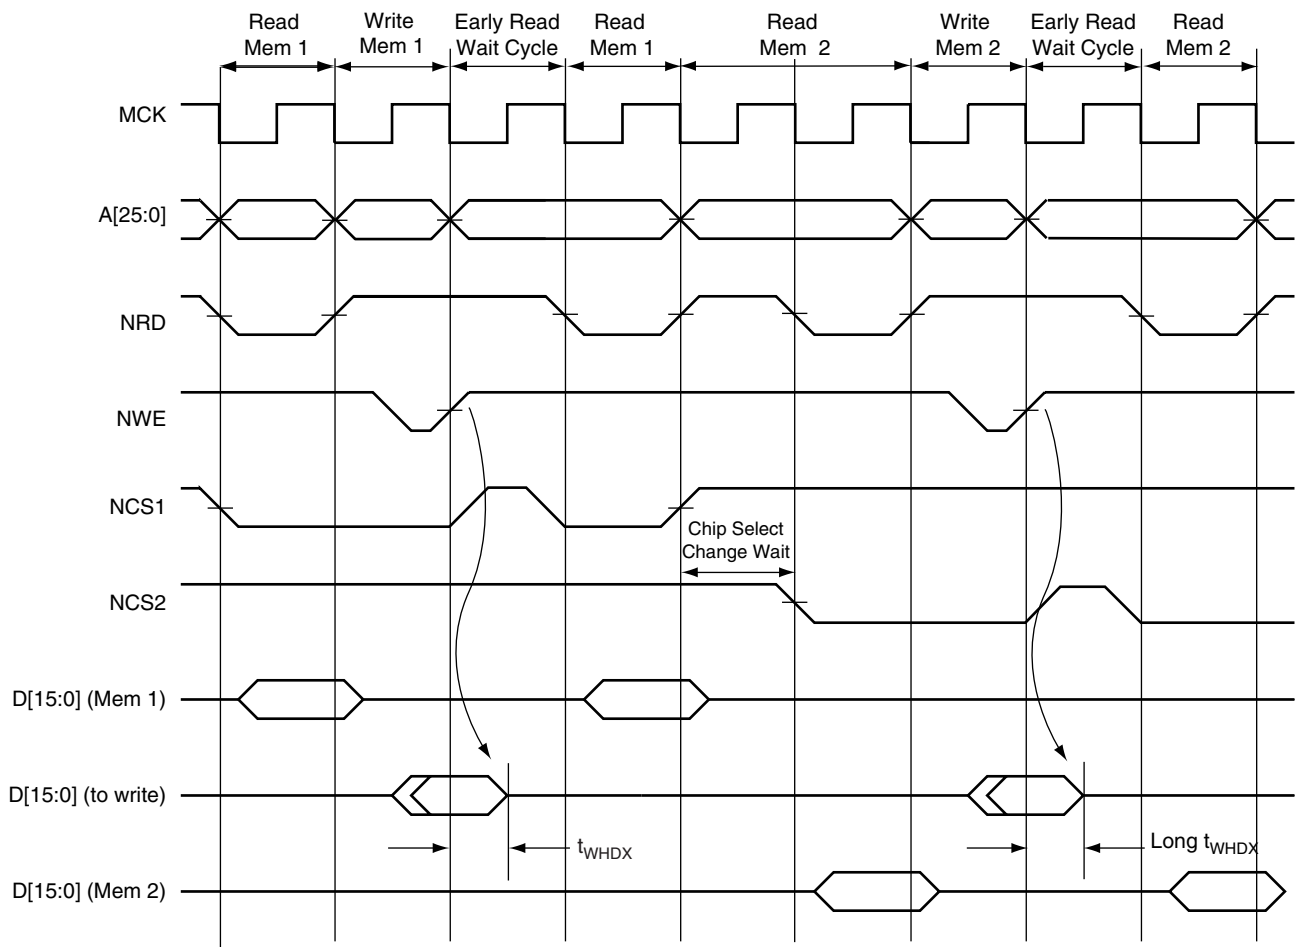 Read
Mem 1
Write
Mem 1
Early Read
Wait Cycle
Read
Mem 1
Read
Mem 2
Write
Mem 2
Early Read
Wait Cycle
Read
Mem 2
MCK
A[25:0]
NRD
NWE
NCS1
Chip Select
Change Wait
NCS2
D[15:0] (Mem 1)
D[15:0] (to write)
tWHDX
Long tWHDX
D[15:0] (Mem 2)